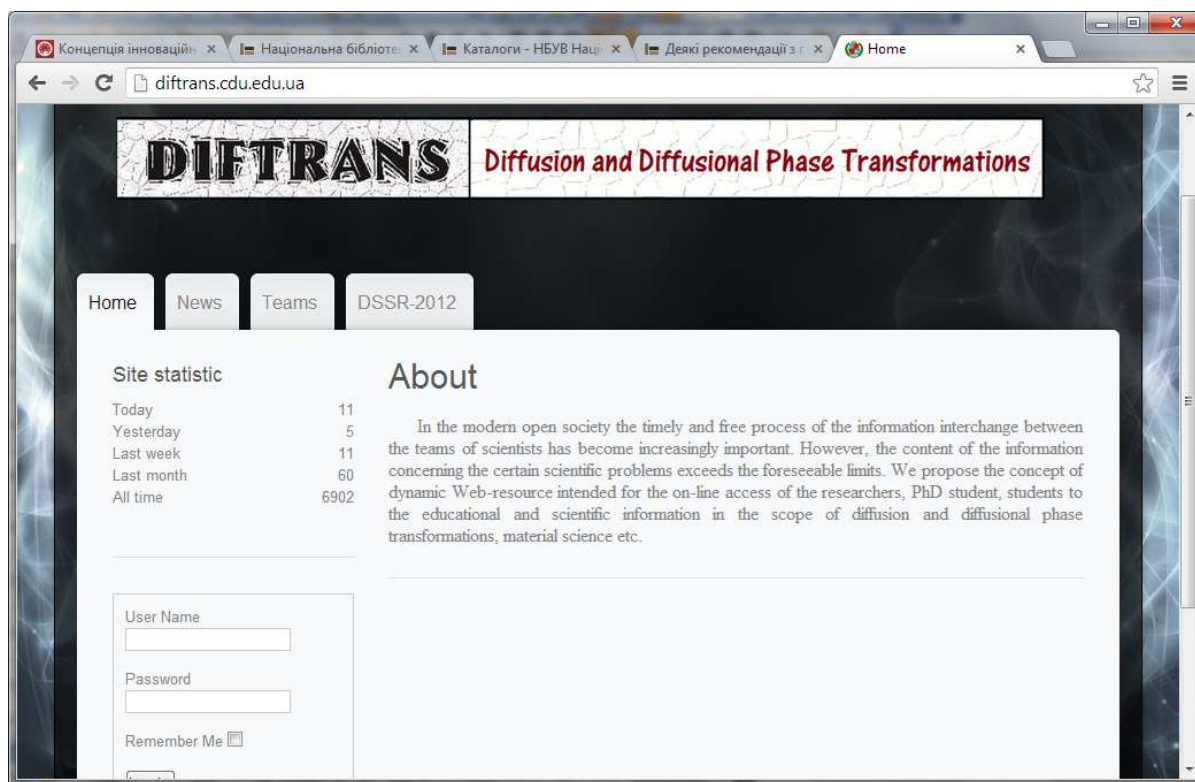 Концепція інноваційн
Національна бібліоте
Каталоги - НБУВ Наці
Деякі рекомендації з г
Home
diftrans.cdu.edu.ua
DIFTRANS
Diffusion and Diffusional Phase Transformations
Home
News
Teams
DSSR-2012
Site statistic
Today 11
Yesterday 5
Last week 11
Last month 60
All time 6902
User Name
Password
Remember Me
About
In the modern open society the timely and free process of the information interchange between
the teams of scientists has become increasingly important. However, the content of the information
concerning the certain scientific problems exceeds the foreseeable limits. We propose the concept of
dynamic Web-resource intended for the on-line access of the researchers, PhD student, students to
the educational and scientific information in the scope of diffusion and diffusional phase
transformations, material science etc.